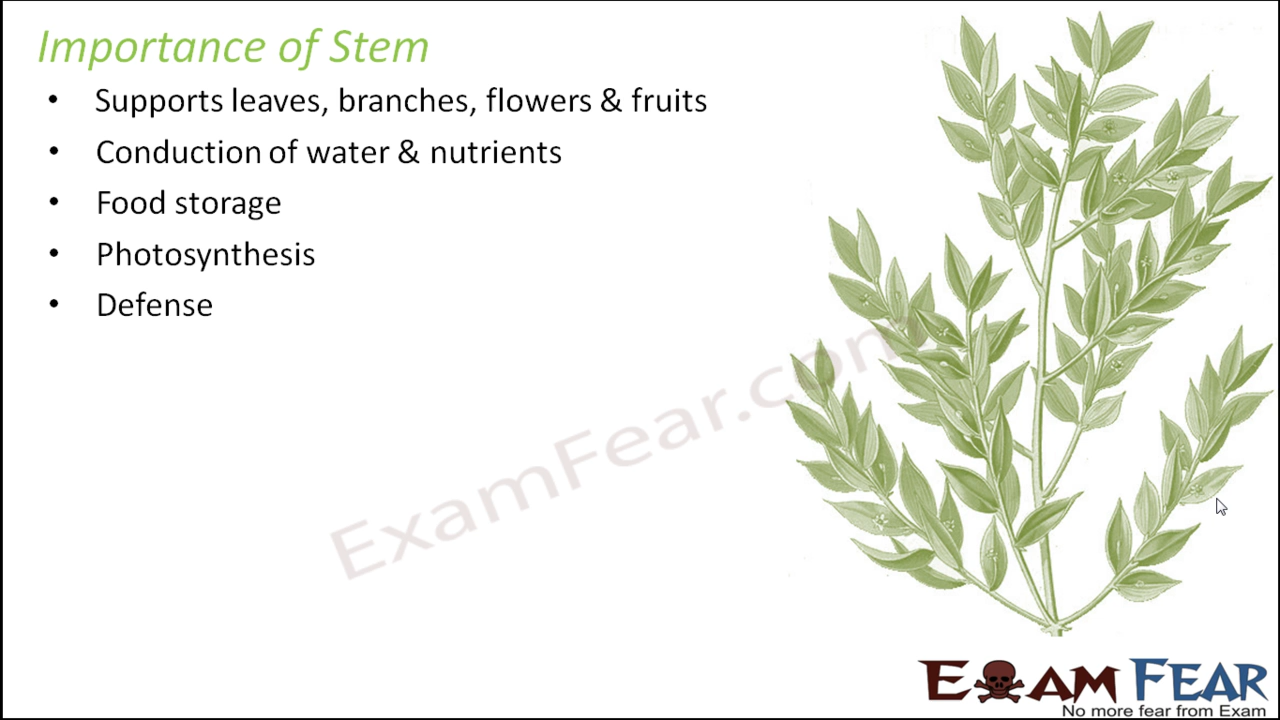 Importance of Stem
• Supports leaves, branches, flowers & fruits
• Conduction of water & nutrients
• Food storage
• Photosynthesis
• Defense
ExamFear.com
EXAM FEAR
No more fear from Exam